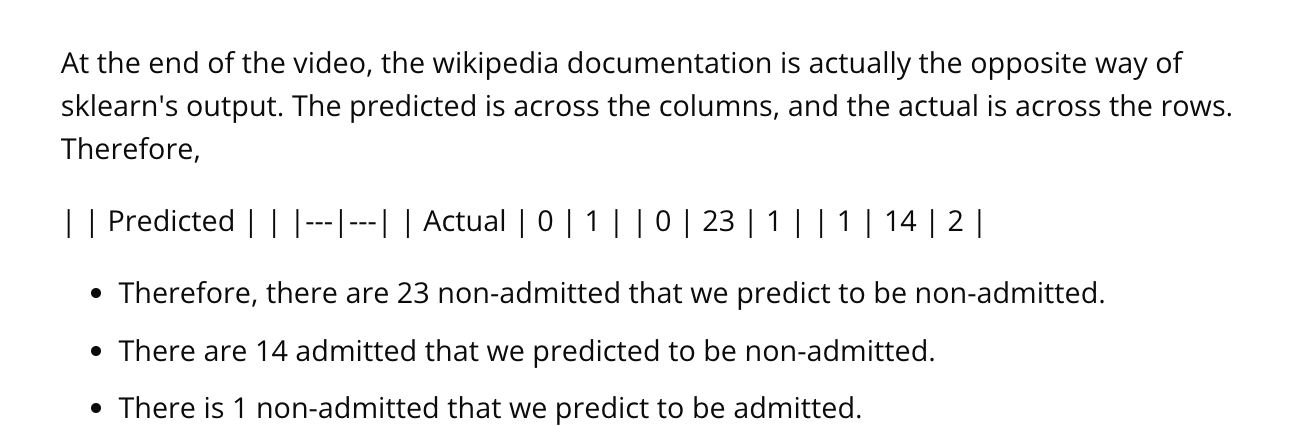 At the end of the video, the wikipedia documentation is actually the opposite way of
sklearn's output. The predicted is across the columns, and the actual is across the rows.
Therefore,
| | Predicted | | |---|---| | Actual | 0 | 1 | | 0 | 23 | 1 | | 1 | 14 | 2 |
• Therefore, there are 23 non-admitted that we predict to be non-admitted.
• There are 14 admitted that we predicted to be non-admitted.
• There is 1 non-admitted that we predict to be admitted.